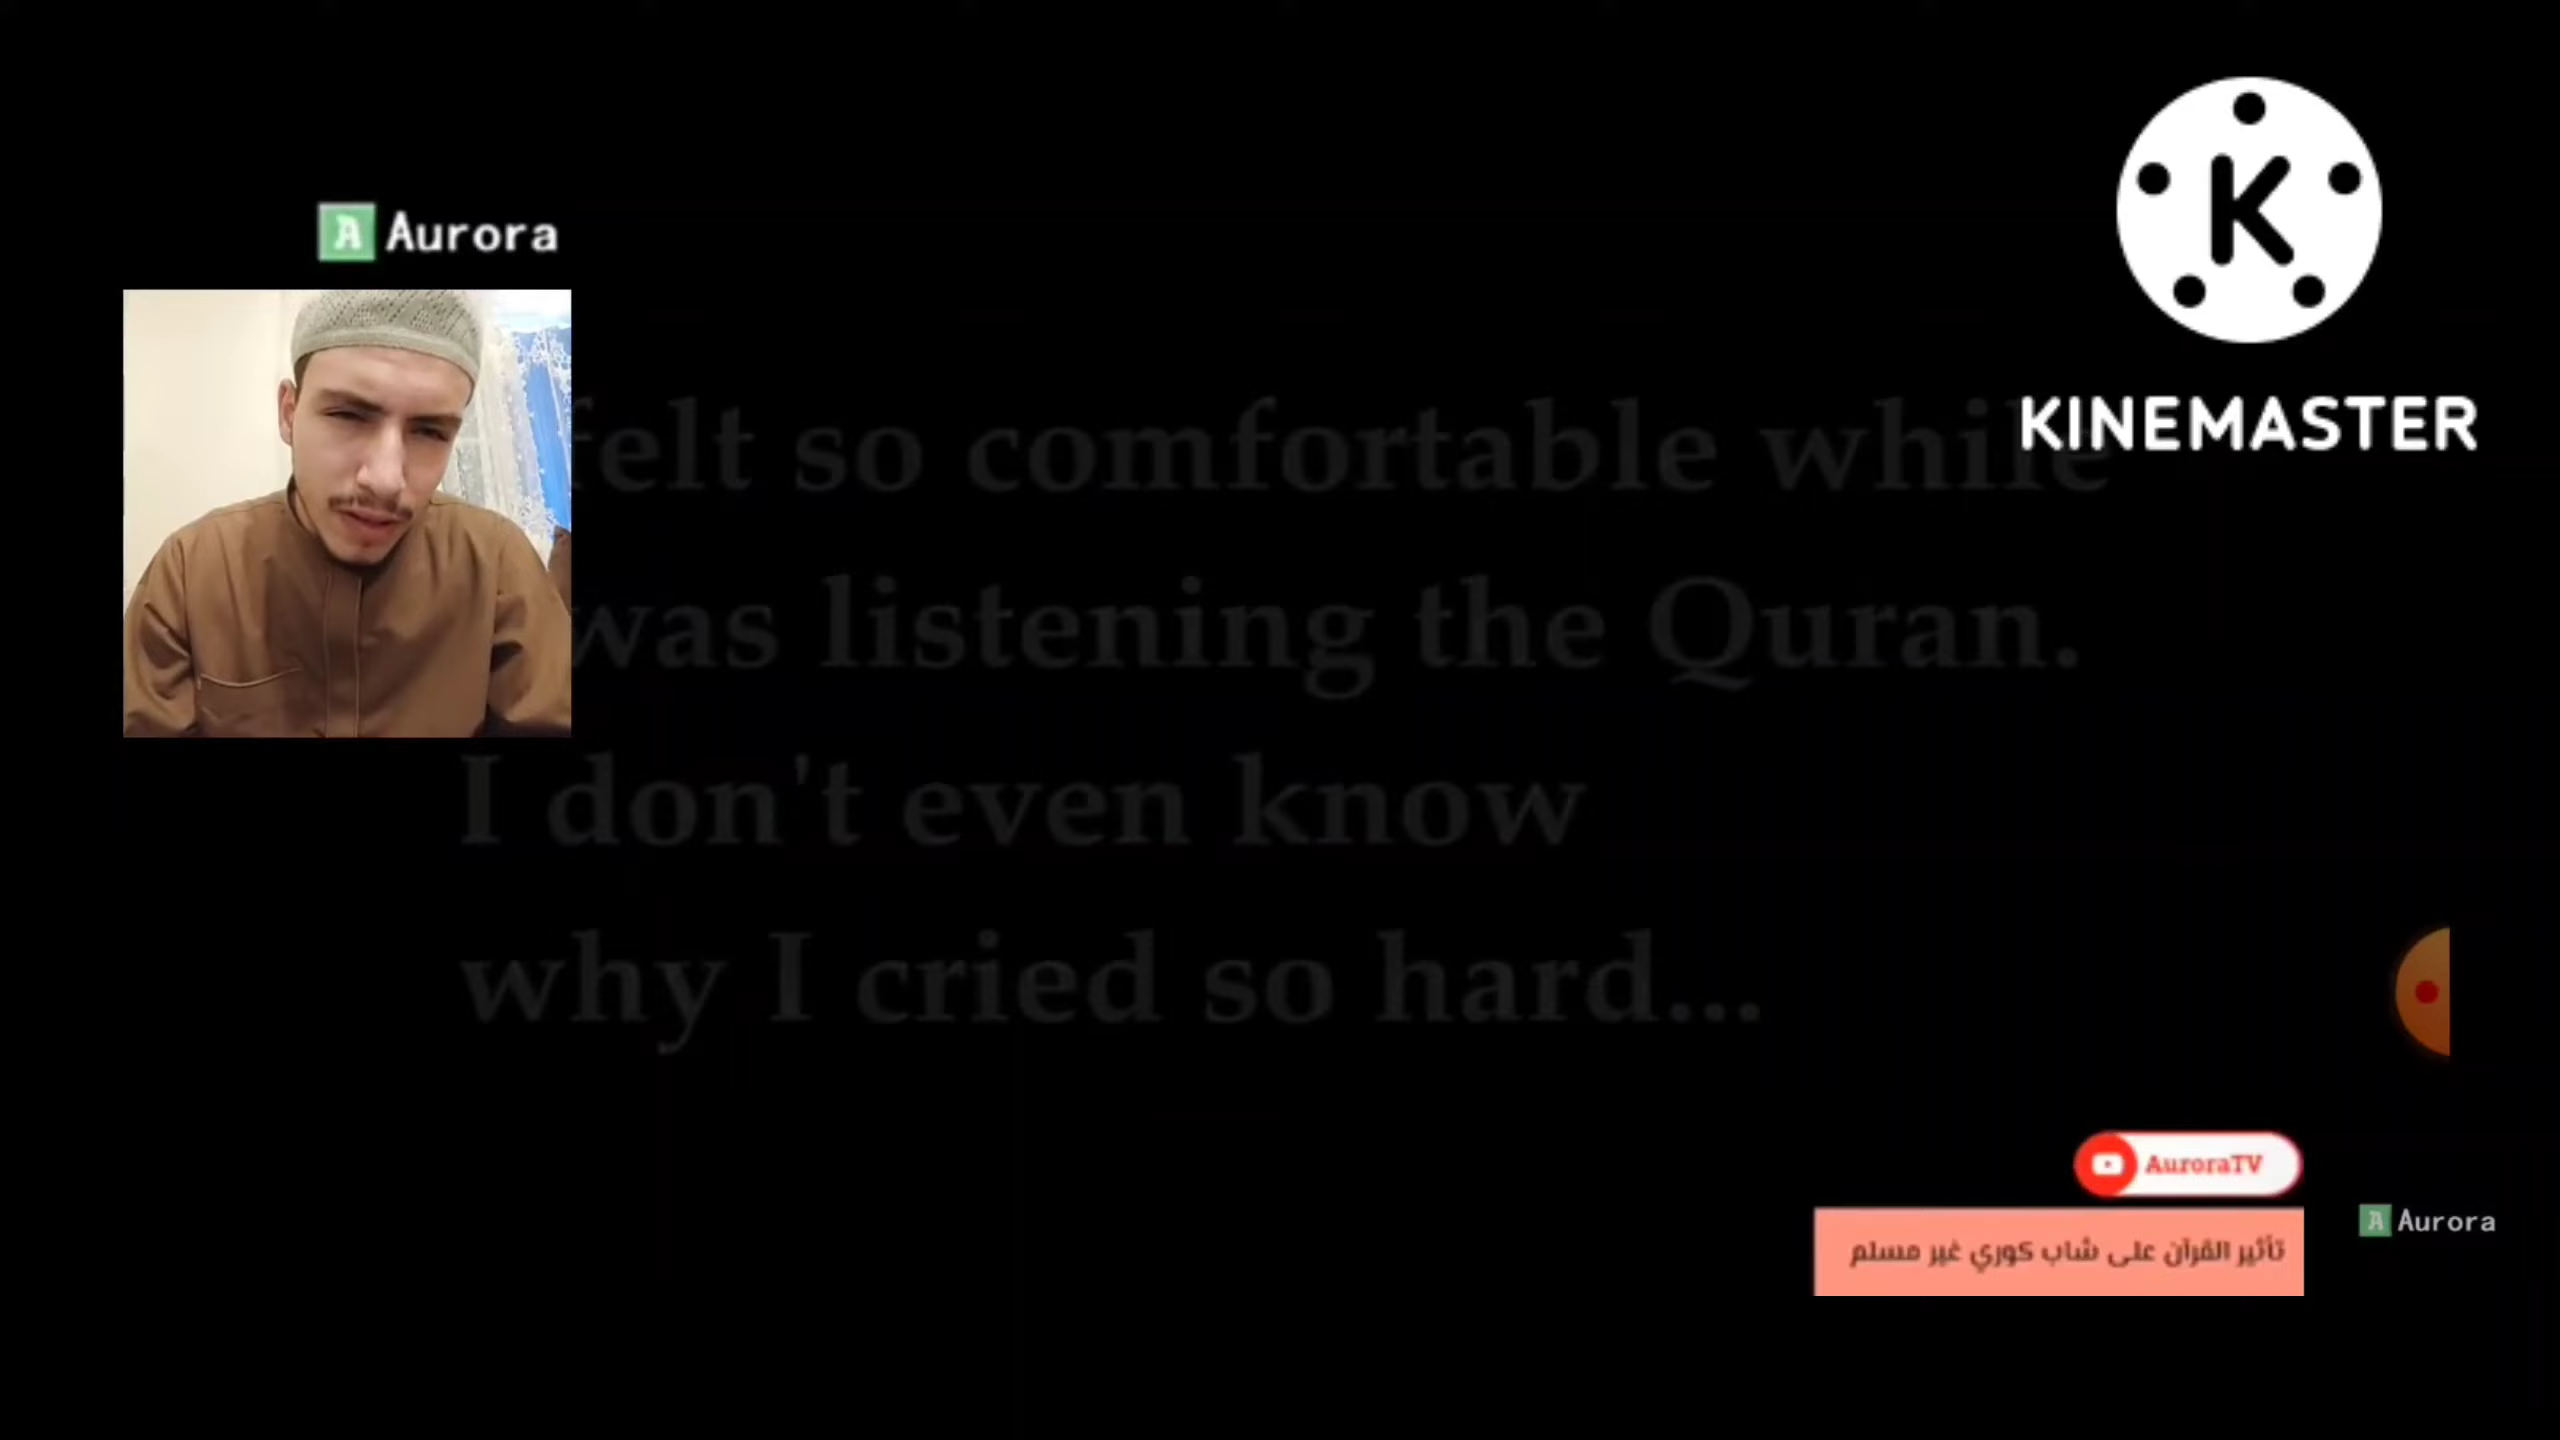 A Aurora
K
KINEMASTER
felt so comfortable while
was listening the Quran.
I don't even know
why I cried so hard...
AuroraTV
تأثير القرآن على شاب كوري غير مسلم
A Aurora